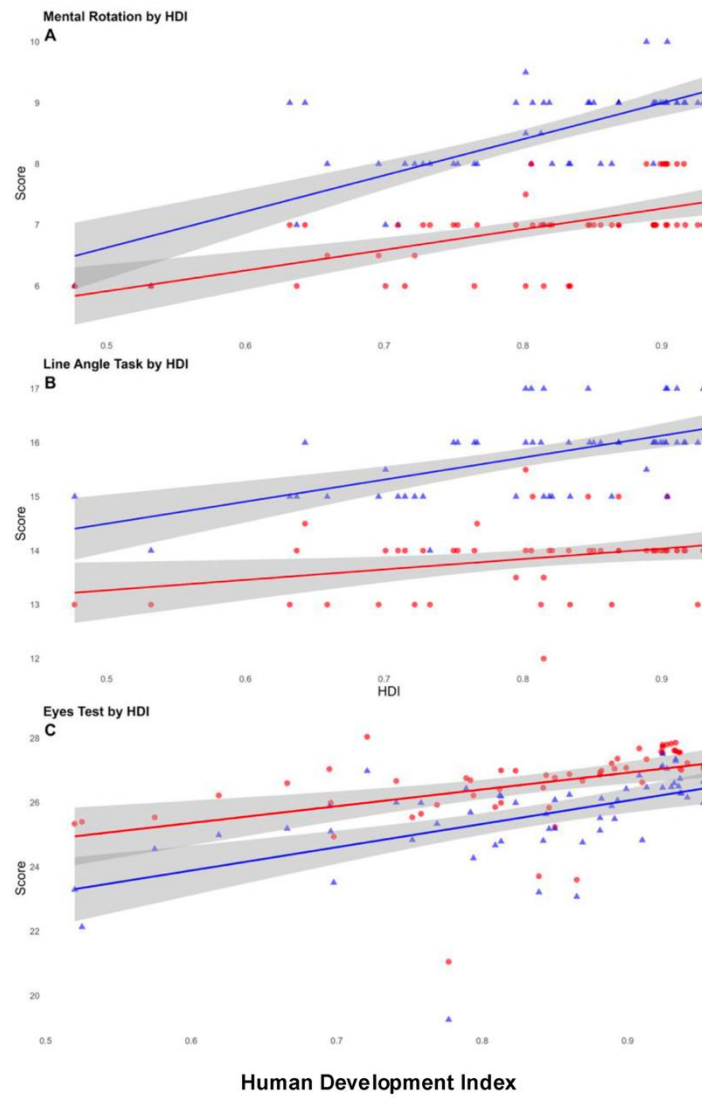 Mental Rotation by HDI
A
10
9
8
7
6
Score
0.5 0.6 0.7 0.8 0.9
Line Angle Task by HDI
B
17
16
15
14
13
12
Score
0.5 0.6 0.7 0.8 0.9
HDI
Eyes Test by HDI
C
28
26
24
22
20
Score
0.5 0.6 0.7 0.8 0.9
Human Development Index